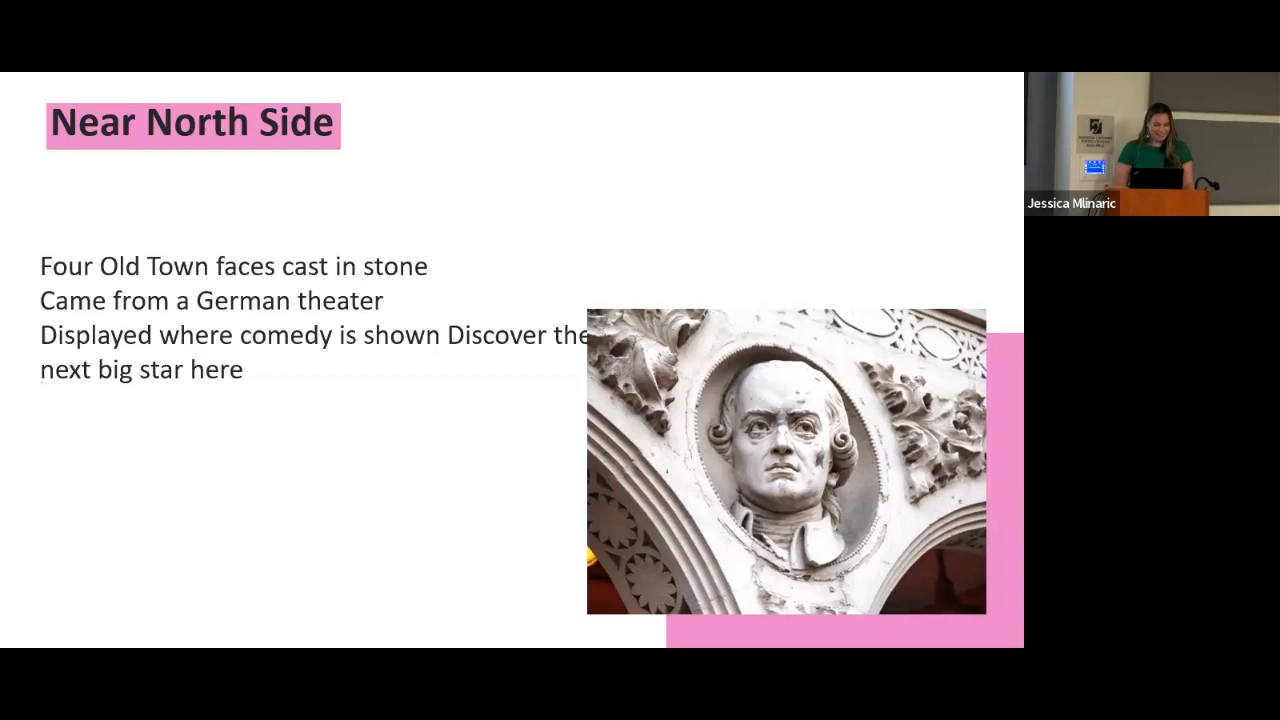 Near North Side
Four Old Town faces cast in stone
Came from a German theater
Displayed where comedy is shown Discover the
next big star here
Jessica Mlinaric